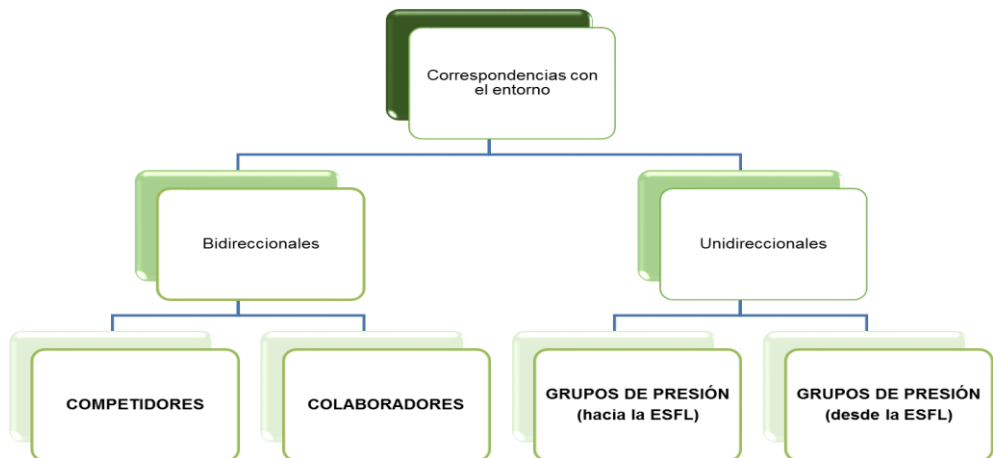 Correspondencias con
el entorno
Bidireccionales
Unidireccionales
COMPETIDORES
COLABORADORES
GRUPOS DE PRESIÓN
(hacia la ESFL)
GRUPOS DE PRESIÓN
(desde la ESFL)